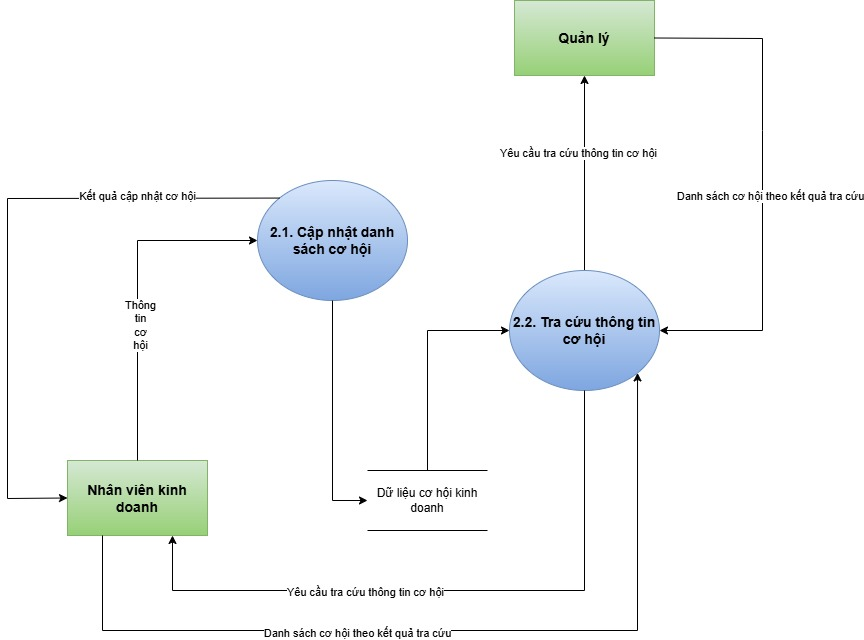 Quản lý
Yêu cầu tra cứu thông tin cơ hội
Danh sách cơ hội theo kết quả tra cứu
Kết quả cập nhật cơ hội
2.1. Cập nhật danh
sách cơ hội
Thông
tin
cơ
hội
2.2. Tra cứu thông tin
cơ hội
Nhân viên kinh
doanh
Dữ liệu cơ hội kinh
doanh
Yêu cầu tra cứu thông tin cơ hội
Danh sách cơ hội theo kết quả tra cứu